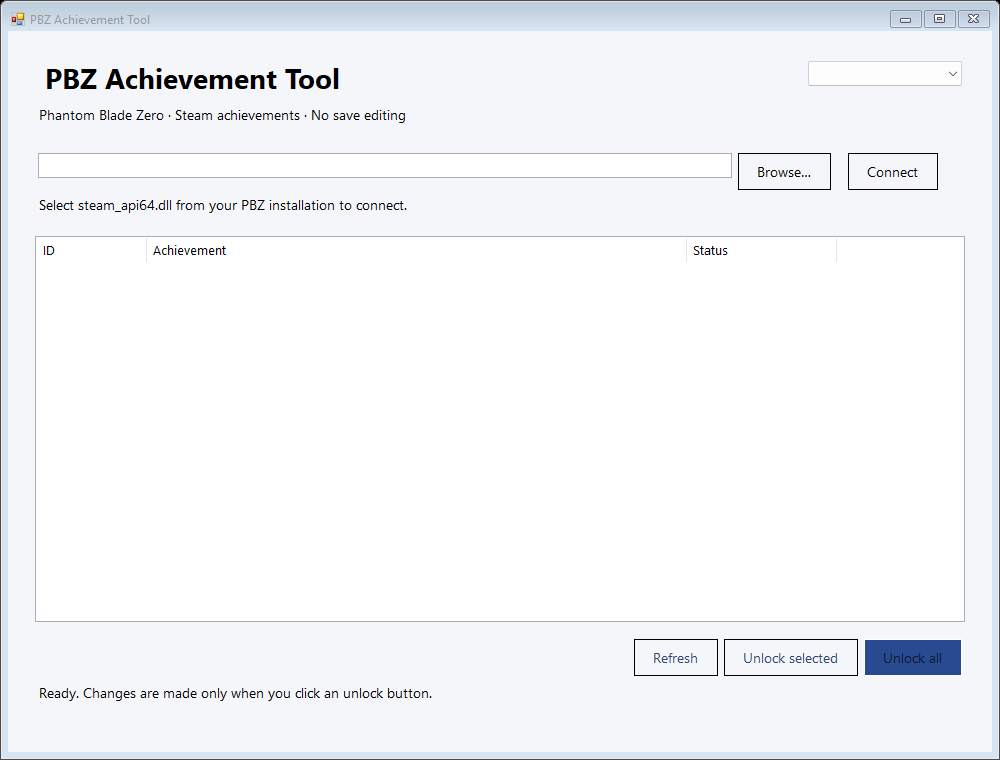 PBZ Achievement Tool
PBZ Achievement Tool
Phantom Blade Zero · Steam achievements · No save editing
Browse... Connect
Select steam_api64.dll from your PBZ installation to connect.
ID Achievement Status
Refresh Unlock selected Unlock all
Ready. Changes are made only when you click an unlock button.